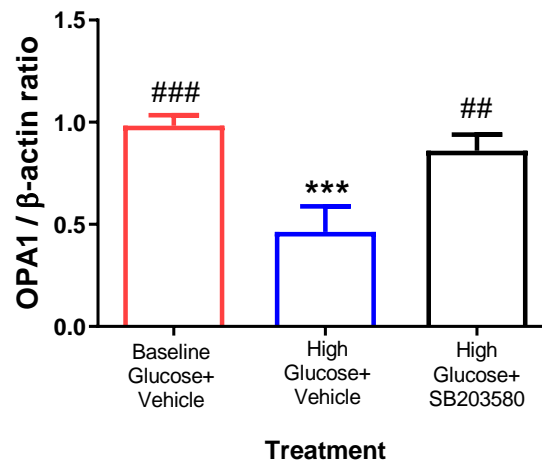 OPA1 / β-actin ratio
1.5
1.0
0.5
0.0
###
***
##
Baseline
Glucose+
Vehicle
High
Glucose+
Vehicle
High
Glucose+
SB203580
Treatment